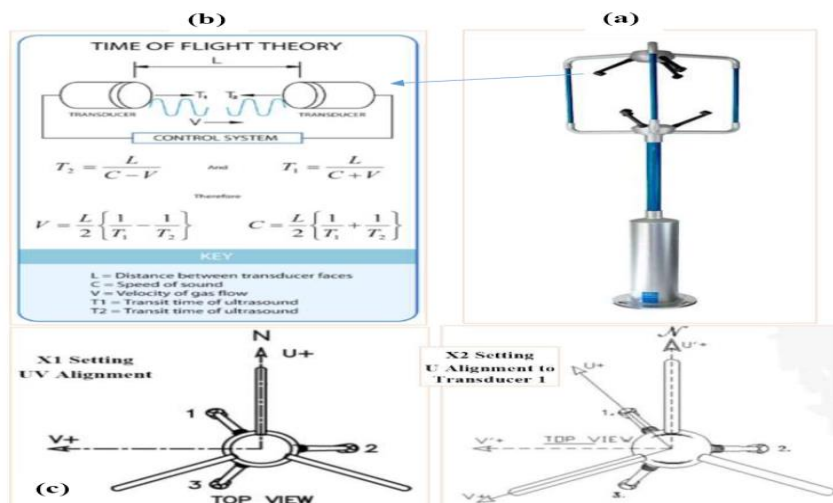 (b)
(a)
TIME OF FLIGHT THEORY
L
T₁
T₂
TRANSDUCER
TRANSDUCER
V
CONTROL SYSTEM
T₂ = L / (C − V) And T₁ = L / (C + V)
Therefore
V = L/2 {1/T₁ − 1/T₂} C = L/2 {1/T₁ + 1/T₂}
KEY
L = Distance between transducer faces
C = Speed of sound
V = Velocity of gas flow
T1 = Transit time of ultrasound
T2 = Transit time of ultrasound
X1 Setting
UV Alignment
N
U+
1
V+
2
3
TOP VIEW
(c)
X2 Setting
U Alignment to
Transducer 1
N
U'+
U+
1.
V'+
TOP VIEW
2.
3.
V+